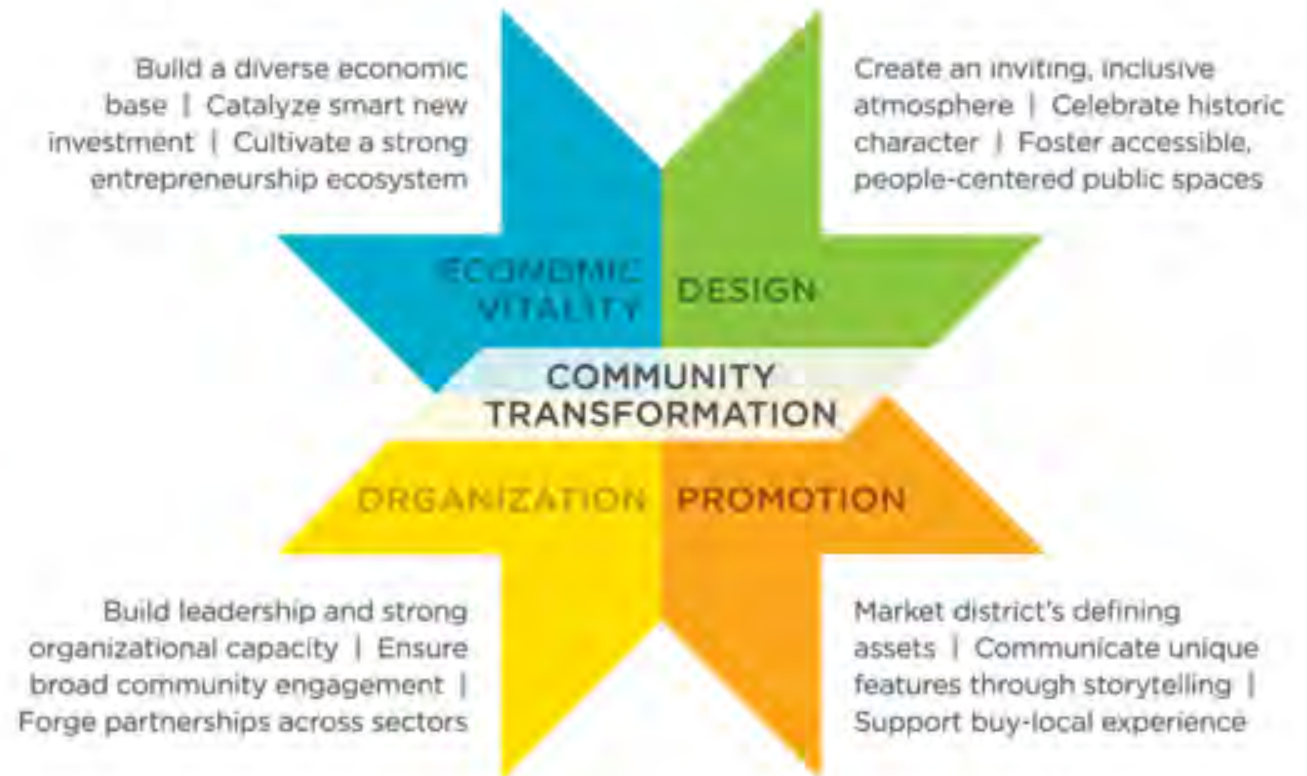 Build a diverse economic
base | Catalyze smart new
investment | Cultivate a strong
entrepreneurship ecosystem
Create an inviting, inclusive
atmosphere | Celebrate historic
character | Foster accessible,
people-centered public spaces
ECONOMIC
VITALITY
DESIGN
COMMUNITY
TRANSFORMATION
ORGANIZATION
PROMOTION
Build leadership and strong
organizational capacity | Ensure
broad community engagement |
Forge partnerships across sectors
Market district's defining
assets | Communicate unique
features through storytelling |
Support buy-local experience